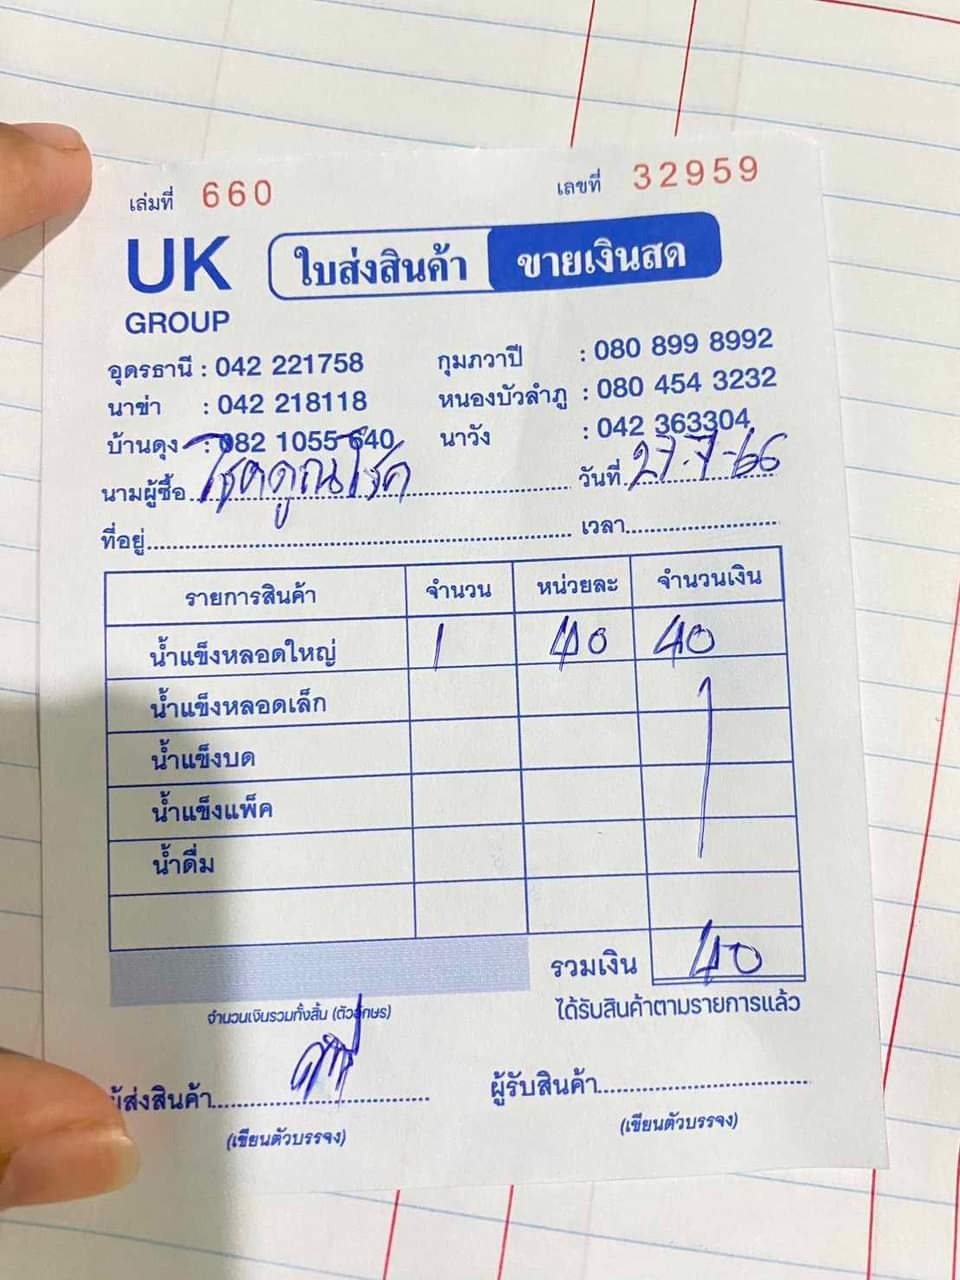 เล่มที่ 660 เลขที่ 32959
UK GROUP ใบส่งสินค้า ขายเงินสด
อุดรธานี : 042 221758 กุมภวาปี : 080 899 8992
นาข่า : 042 218118 หนองบัวลำภู : 080 454 3232
บ้านดุง : 082 1055 640 นาวัง : 042 363304
นามผู้ซื้อ โชคคูณโชค วันที่ 27-7-66
ที่อยู่ เวลา
รายการสินค้า จำนวน หน่วยละ จำนวนเงิน
น้ำแข็งหลอดใหญ่ 1 40 40
น้ำแข็งหลอดเล็ก
น้ำแข็งบด
น้ำแข็งแพ็ค
น้ำดื่ม
รวมเงิน 40
จำนวนเงินรวมทั้งสิ้น (ตัวอักษร) ได้รับสินค้าตามรายการแล้ว
ผู้ส่งสินค้า ผู้รับสินค้า
(เขียนตัวบรรจง) (เขียนตัวบรรจง)